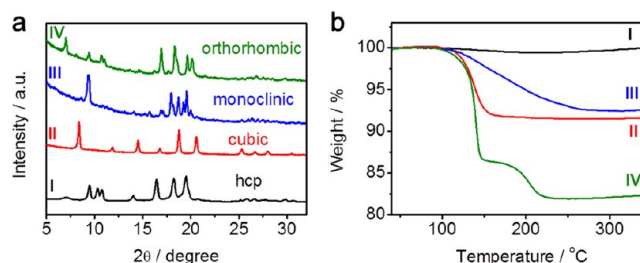 a
IV
orthorhombic
III
monoclinic
II
cubic
I
hcp
Intensity / a.u.
5 10 15 20 25 30
2θ / degree
b
I
III
II
IV
100
95
90
85
80
Weight / %
100 200 300
Temperature / °C